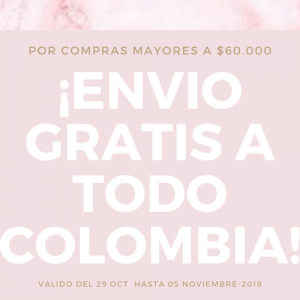 POR COMPRAS MAYORES A $60.000
¡ENVIO
GRATIS A
TODO
COLOMBIA!
VALIDO DEL 29 OCT HASTA 05 NOVIEMBRE-2019